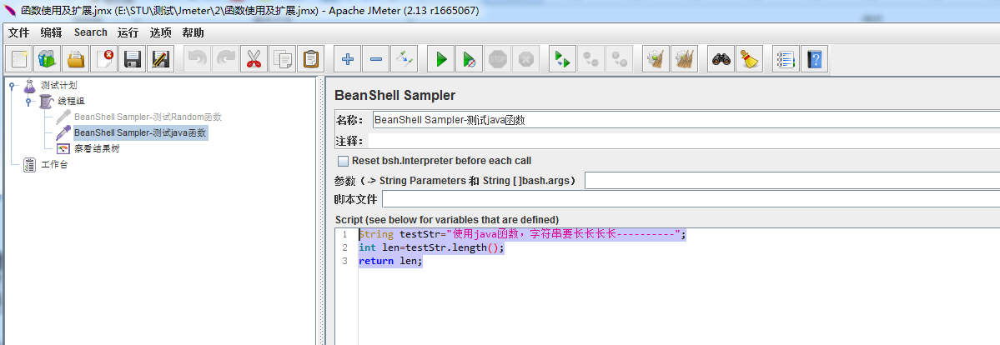 函数使用及扩展.jmx (E:\STU\测试\Jmeter\2\函数使用及扩展.jmx) - Apache JMeter (2.13 r1665067)
文件 编辑 Search 运行 选项 帮助
STOP
测试计划
线程组
BeanShell Sampler-测试Random函数
BeanShell Sampler-测试java函数
察看结果树
工作台
BeanShell Sampler
名称： BeanShell Sampler-测试java函数
注释：
Reset bsh.Interpreter before each call
参数（-> String Parameters 和 String [ ]bash.args）
脚本文件
Script (see below for variables that are defined)
1 String testStr="使用java函数，字符串要长长长长----------";
2 int len=testStr.length();
3 return len;